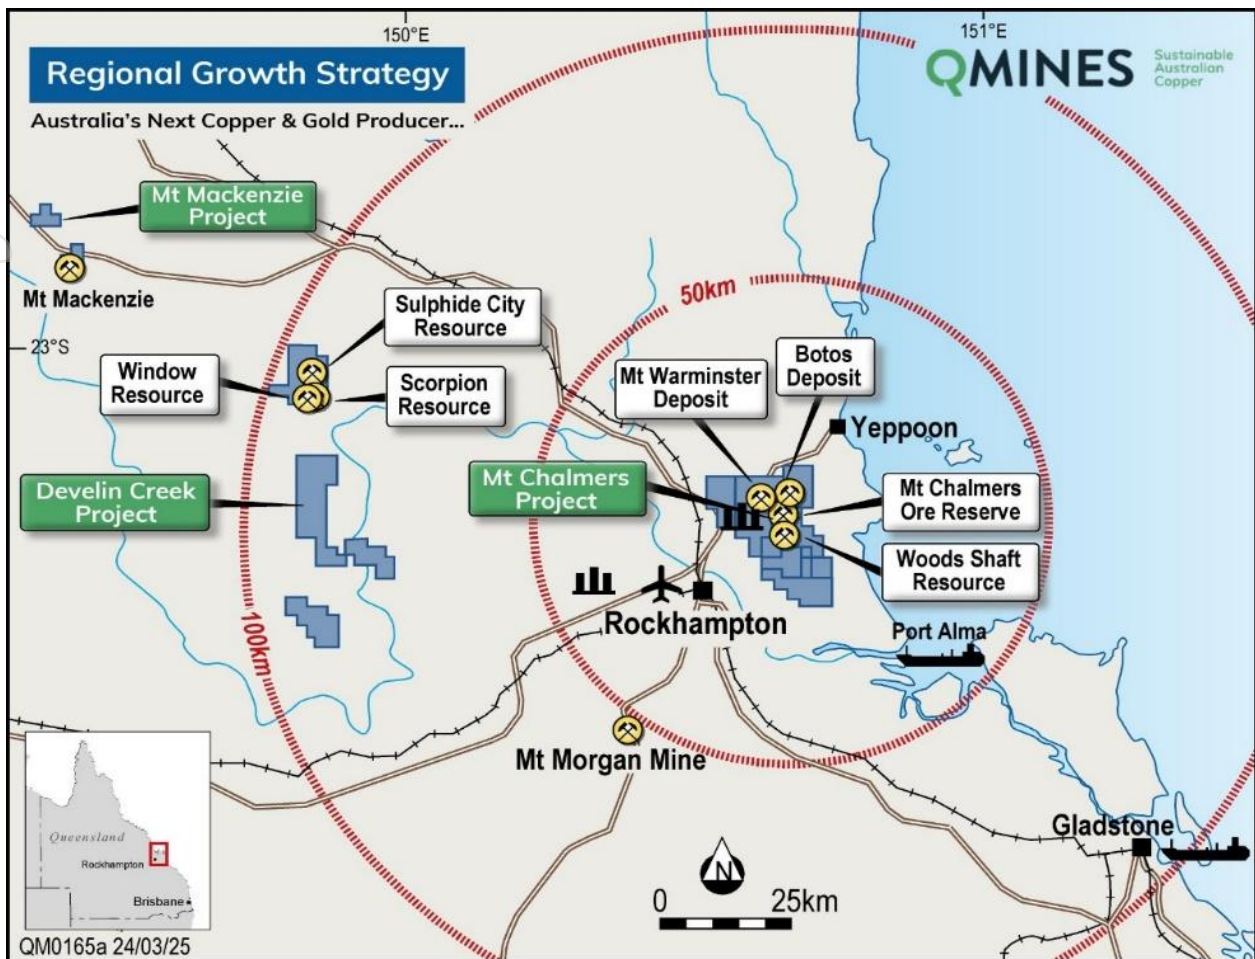 150°E
151°E
Regional Growth Strategy
Australia's Next Copper & Gold Producer...
QMINES
Sustainable
Australian
Copper
Mt Mackenzie
Project
Mt Mackenzie
Sulphide City
Resource
50km
23°S
Window
Resource
Scorpion
Resource
Mt Warminster
Deposit
Botos
Deposit
Yeppoon
Develin Creek
Project
Mt Chalmers
Project
Mt Chalmers
Ore Reserve
Woods Shaft
Resource
100km
Rockhampton
Port Alma
Mt Morgan Mine
Gladstone
Queensland
Rockhampton
Brisbane
N
0 25km
QM0165a 24/03/25